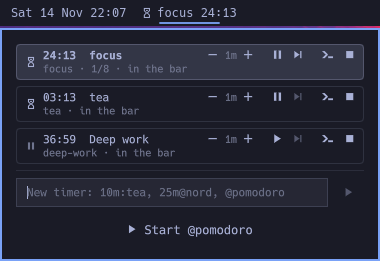 Sat 14 Nov 22:07 focus 24:13
24:13 focus − 1m +
focus · 1/8 · in the bar
03:13 tea − 1m +
tea · in the bar
36:59 Deep work − 1m +
deep-work · in the bar
New timer: 10m:tea, 25m@nord, @pomodoro
Start @pomodoro